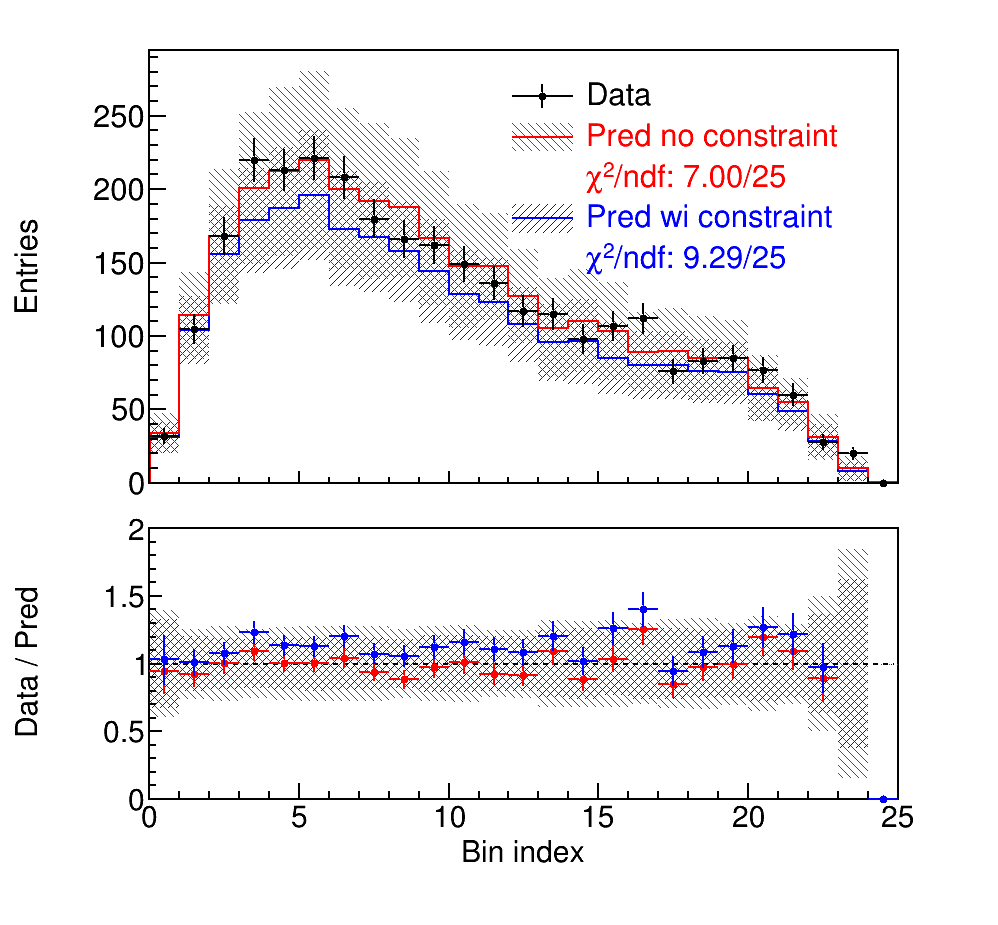 Entries
250
200
150
100
50
0
Data
Pred no constraint
χ²/ndf: 7.00/25
Pred wi constraint
χ²/ndf: 9.29/25
Data / Pred
2
1.5
1
0.5
0
0 5 10 15 20 25
Bin index